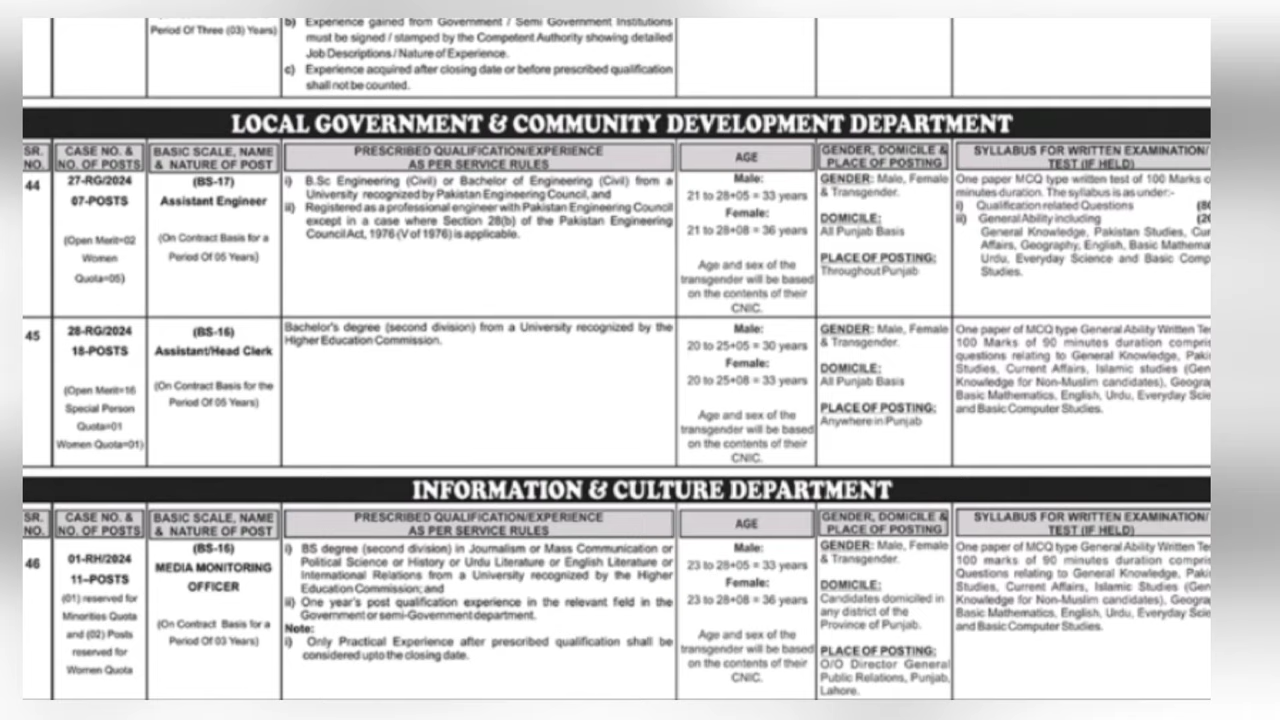 Period Of Three (03) Years)
b) Experience gained from Government / Semi Government Institutions
must be signed / stamped by the Competent Authority showing detailed
Job Descriptions / Nature of Experience.
c) Experience acquired after closing date or before prescribed qualification
shall not be counted.
LOCAL GOVERNMENT & COMMUNITY DEVELOPMENT DEPARTMENT
SR.
NO.
CASE NO. &
NO. OF POSTS
BASIC SCALE, NAME
& NATURE OF POST
PRESCRIBED QUALIFICATION/EXPERIENCE
AS PER SERVICE RULES
AGE
GENDER, DOMICILE &
PLACE OF POSTING
SYLLABUS FOR WRITTEN EXAMINATION/
TEST (IF HELD)
44
27-RG/2024
07-POSTS
(Open Merit=02
Women
Quota=05)
(BS-17)
Assistant Engineer
(On Contract Basis for a
Period Of 05 Years)
i) B.Sc Engineering (Civil) or Bachelor of Engineering (Civil) from a
University recognized by Pakistan Engineering Council, and
ii) Registered as a professional engineer with Pakistan Engineering Council
except in a case where Section 28(b) of the Pakistan Engineering
Council Act, 1976 (V of 1976) is applicable.
Male:
21 to 28+05 = 33 years
Female:
21 to 28+08 = 36 years
Age and sex of the
transgender will be based
on the contents of their
CNIC.
GENDER: Male, Female
& Transgender.
DOMICILE:
All Punjab Basis
PLACE OF POSTING:
Throughout Punjab
One paper MCQ type written test of 100 Marks
minutes duration. The syllabus is as under:-
i) Qualification related Questions (80
ii) General Ability including (20
General Knowledge, Pakistan Studies,
Affairs, Geography, English, Basic
Urdu, Everyday Science and Basic
Studies.
45
28-RG/2024
18-POSTS
(Open Merit=16
Special Person
Quota=01
Women Quota=01)
(BS-16)
Assistant/Head Clerk
(On Contract Basis for the
Period Of 05 Years)
Bachelor's degree (second division) from a University recognized by the
Higher Education Commission.
Male:
20 to 25+05 = 30 years
Female:
20 to 25+08 = 33 years
Age and sex of the
transgender will be based
on the contents of their
CNIC.
GENDER: Male, Female
& Transgender.
DOMICILE:
All Punjab Basis
PLACE OF POSTING:
Anywhere in Punjab
One paper of MCQ type General Ability Written
100 Marks of 90 minutes duration
questions relating to General Knowledge,
Studies, Current Affairs, Islamic studies
Knowledge for Non-Muslim candidates),
Basic Mathematics, English, Urdu, Everyday
and Basic Computer Studies.
INFORMATION & CULTURE DEPARTMENT
SR.
NO.
CASE NO. &
NO. OF POSTS
BASIC SCALE, NAME
& NATURE OF POST
PRESCRIBED QUALIFICATION/EXPERIENCE
AS PER SERVICE RULES
AGE
GENDER, DOMICILE &
PLACE OF POSTING
SYLLABUS FOR WRITTEN EXAMINATION/
TEST (IF HELD)
46
01-RH/2024
11–POSTS
(01) reserved for
Minorities Quota
and (02) Posts
reserved for
Women Quota
(BS-16)
MEDIA MONITORING
OFFICER
(On Contract Basis for a
Period Of 03 Years)
i) BS degree (second division) in Journalism or Mass Communication or
Political Science or History or Urdu Literature or English Literature or
International Relations from a University recognized by the Higher
Education Commission; and
ii) One year's post qualification experience in the relevant field in the
Government or semi-Government department.
Note:
i) Only Practical Experience after prescribed qualification shall be
considered upto the closing date.
Male:
23 to 28+05 = 33 years
Female:
23 to 28+08 = 36 years
Age and sex of the
transgender will be based
on the contents of their
CNIC.
GENDER: Male, Female
& Transgender.
DOMICILE:
Candidates domiciled in
any district of the
Province of Punjab.
PLACE OF POSTING:
O/O Director General
Public Relations, Punjab,
Lahore.
One paper of MCQ type General Ability Written
100 marks of 90 minutes duration
Questions relating to General Knowledge,
Studies, Current Affairs, Islamic Studies
Knowledge for Non-Muslim candidates),
Basic Mathematics, English, Urdu, Everyday
and Basic Computer Studies.